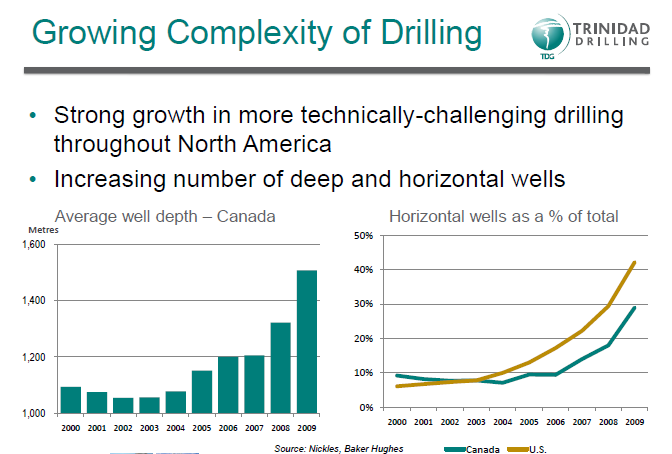 Growing Complexity of Drilling
TRINIDAD
DRILLING
TDG
• Strong growth in more technically-challenging drilling
throughout North America
• Increasing number of deep and horizontal wells
Average well depth – Canada
Metres
1,600
1,400
1,200
1,000
2000 2001 2002 2003 2004 2005 2006 2007 2008 2009
Horizontal wells as a % of total
50%
40%
30%
20%
10%
0%
2000 2001 2002 2003 2004 2005 2006 2007 2008 2009
Source: Nickles, Baker Hughes
Canada U.S.